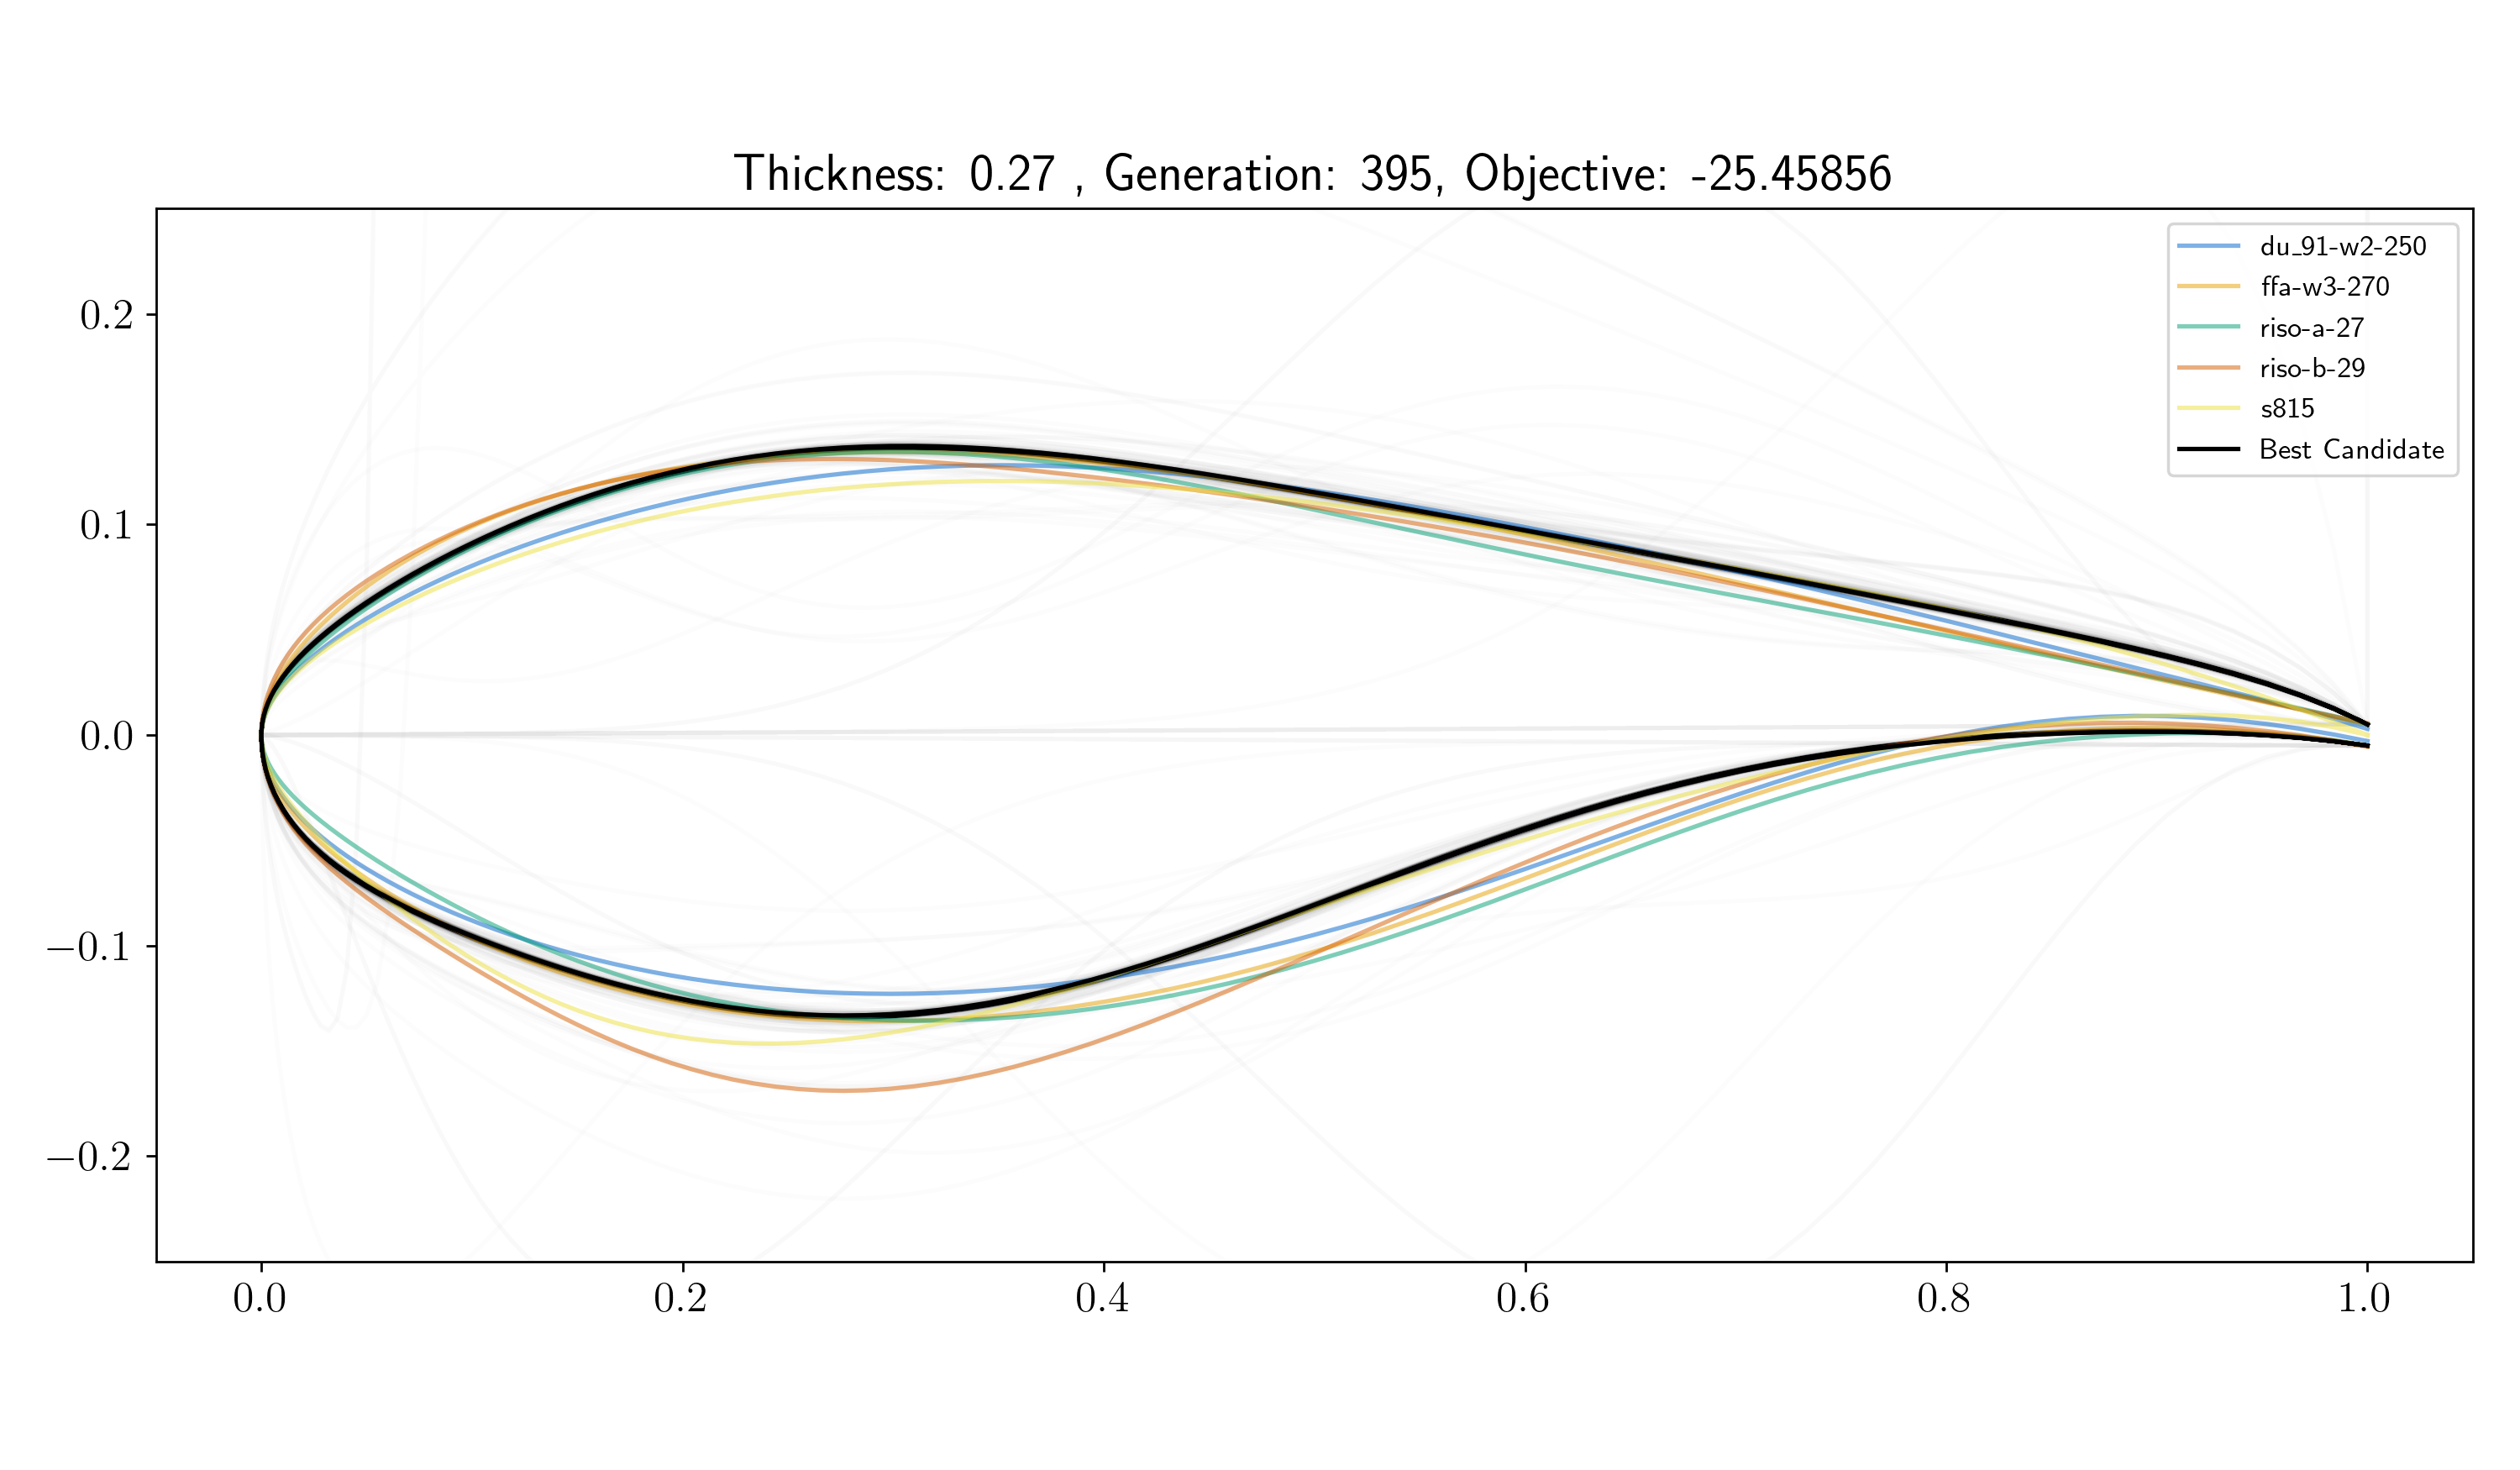 Thickness: 0.27 , Generation: 395, Objective: -25.45856
du_91-w2-250
ffa-w3-270
riso-a-27
riso-b-29
s815
Best Candidate
0.2
0.1
0.0
−0.1
−0.2
0.0 0.2 0.4 0.6 0.8 1.0